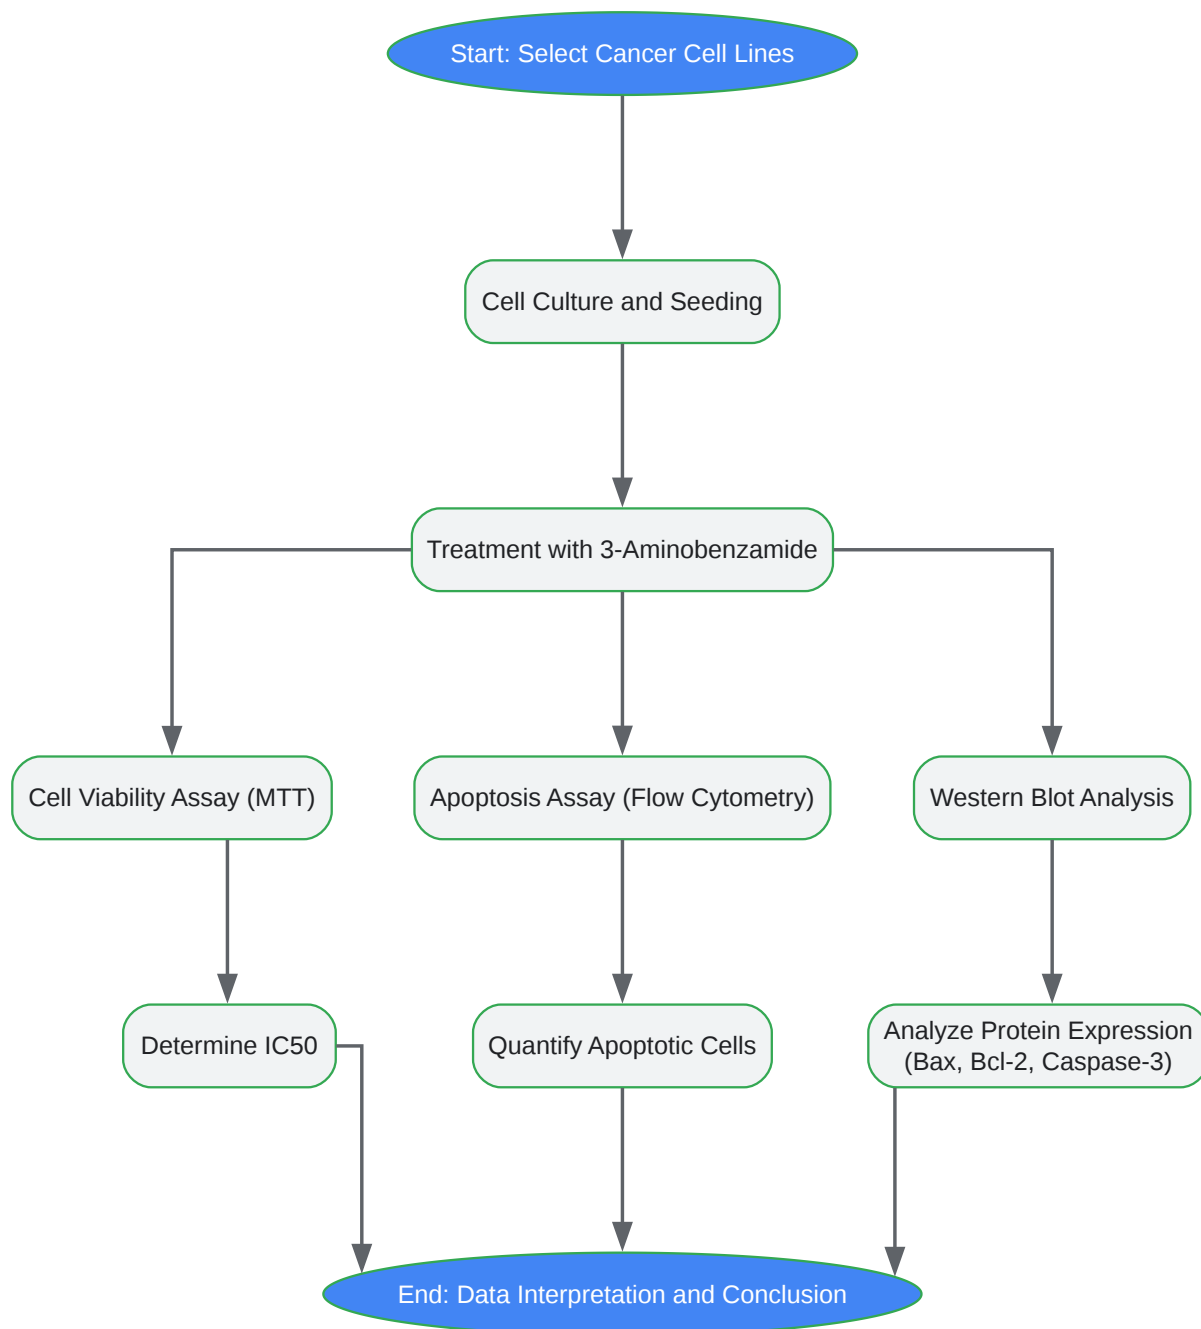 Start: Select Cancer Cell Lines
Cell Culture and Seeding
Treatment with 3-Aminobenzamide
Cell Viability Assay (MTT)
Apoptosis Assay (Flow Cytometry)
Western Blot Analysis
Determine IC50
Quantify Apoptotic Cells
Analyze Protein Expression
(Bax, Bcl-2, Caspase-3)
End: Data Interpretation and Conclusion